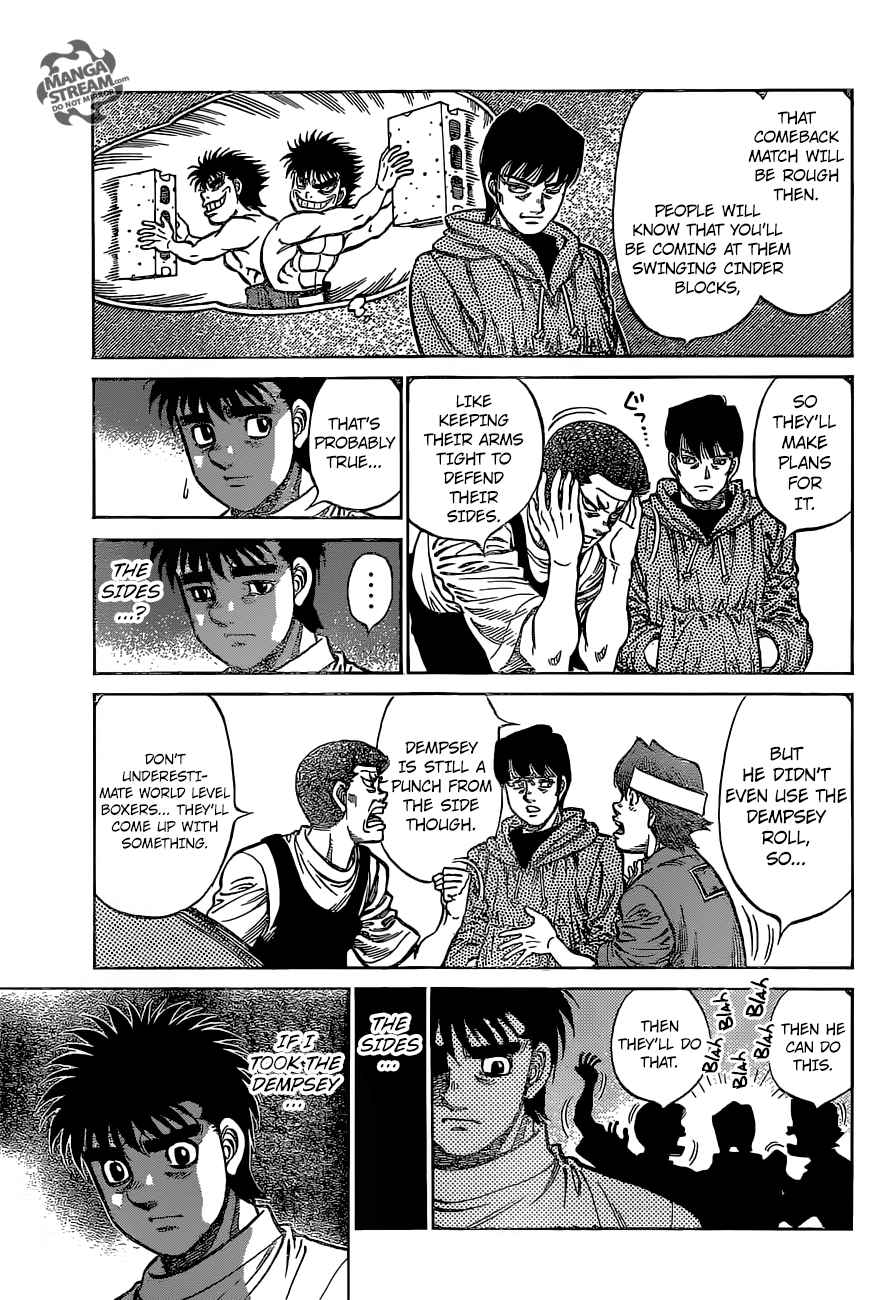 MANGA
STREAM.com
DO NOT MIRROR
THAT
COMEBACK
MATCH WILL
BE ROUGH
THEN.
PEOPLE WILL
KNOW THAT YOU'LL
BE COMING AT THEM
SWINGING CINDER
BLOCKS,
SO
THEY'LL
MAKE
PLANS
FOR
IT.
ぐっ…
LIKE
KEEPING
THEIR ARMS
TIGHT TO
DEFEND
THEIR
SIDES.
THAT'S
PROBABLY
TRUE...
...
THE
SIDES
...?
BUT
HE DIDN'T
EVEN USE THE
DEMPSEY
ROLL,
SO...
DEMPSEY
IS STILL A
PUNCH FROM
THE SIDE
THOUGH.
DON'T
UNDERESTI-
MATE WORLD LEVEL
BOXERS... THEY'LL
COME UP WITH
SOMETHING.
THEN HE
CAN DO
THIS.
BLAH
BLAH
BLAH
BLAH
BLAH
THEN
THEY'LL DO
THAT.
THE
SIDES
...
IF I
TOOK THE
DEMPSEY
...